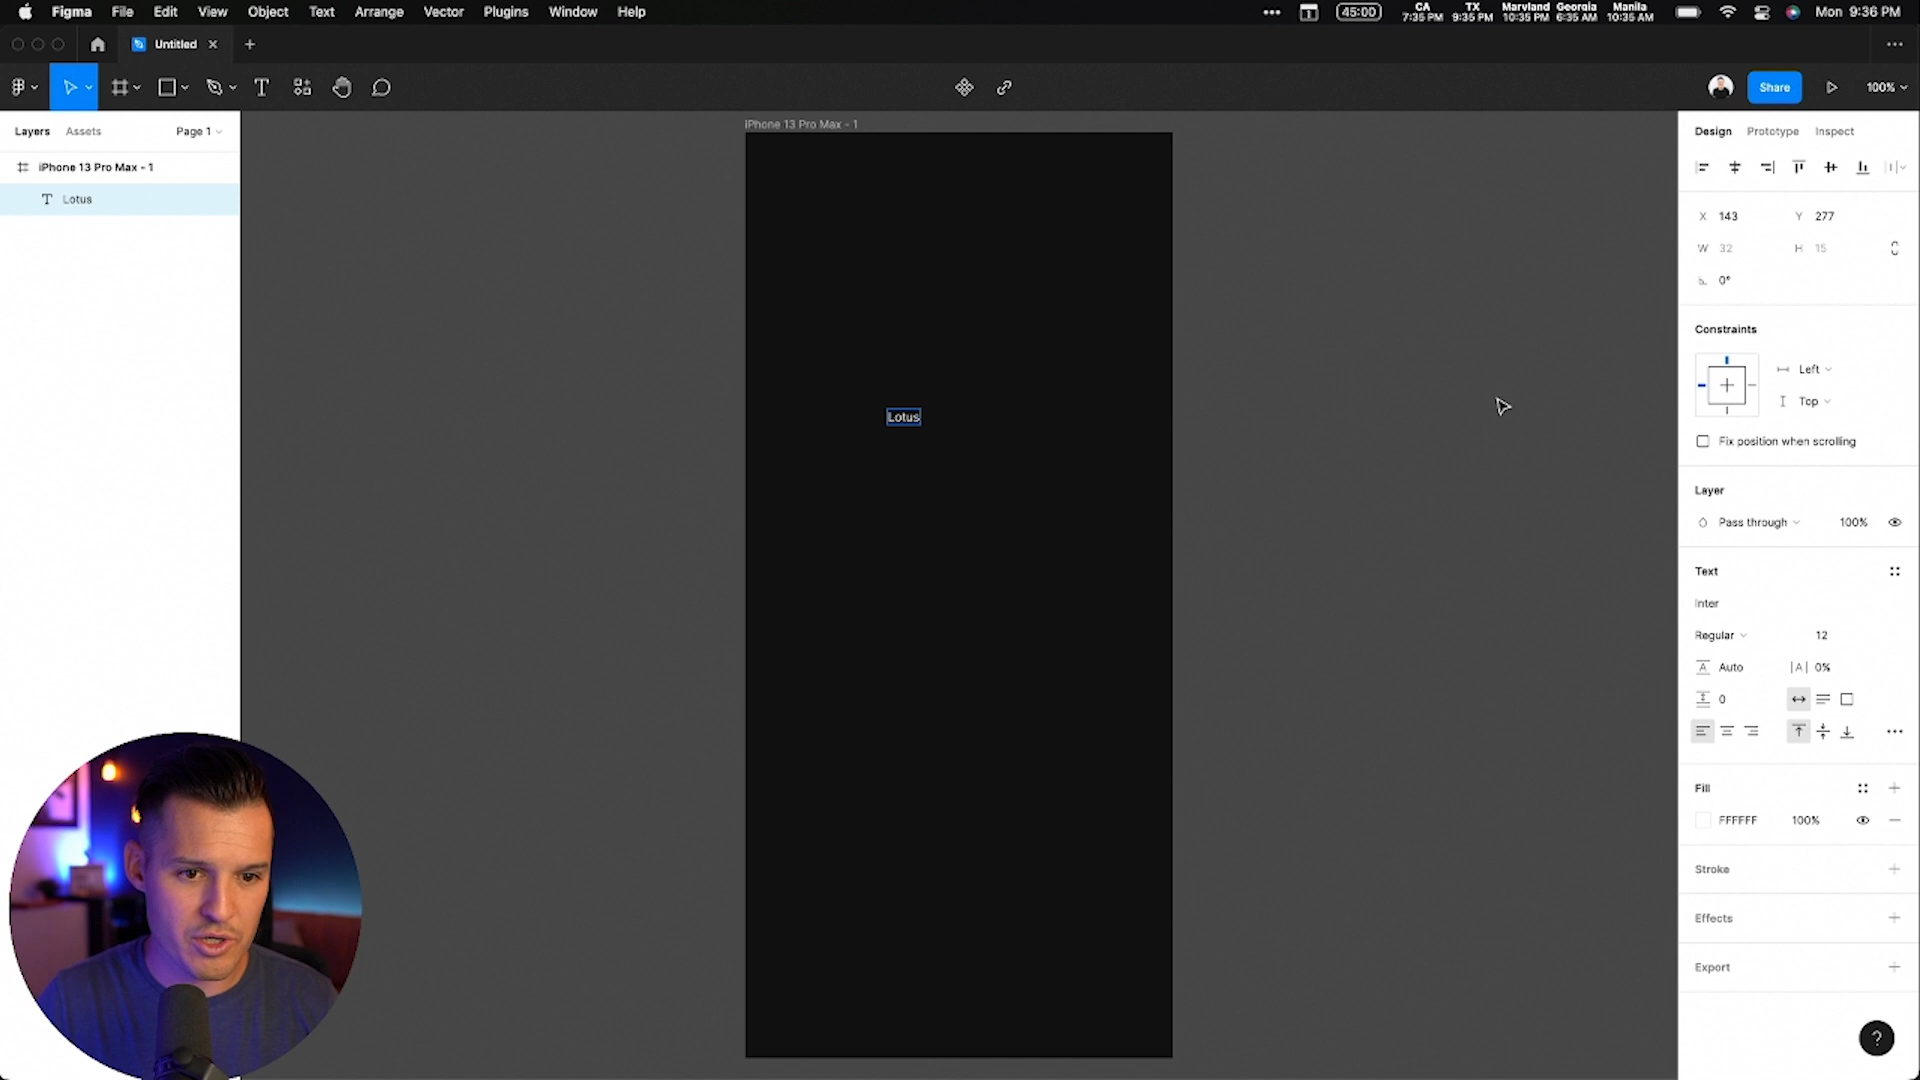 Figma File Edit View Object Text Arrange Vector Plugins Window Help
1 45:00 CA 7:35 PM TX 9:35 PM Maryland 10:35 PM Georgia 6:35 AM Manila 10:35 AM Mon 9:36 PM
Untitled
Share 100%
Layers Assets Page 1
iPhone 13 Pro Max - 1
Lotus
iPhone 13 Pro Max - 1
Lotus
Design Prototype Inspect
X 143 Y 277
W 32 H 15
0°
Constraints
Left
Top
Fix position when scrolling
Layer
Pass through 100%
Text
Inter
Regular 12
A Auto |A| 0%
0
Fill
FFFFFF 100%
Stroke
Effects
Export
?